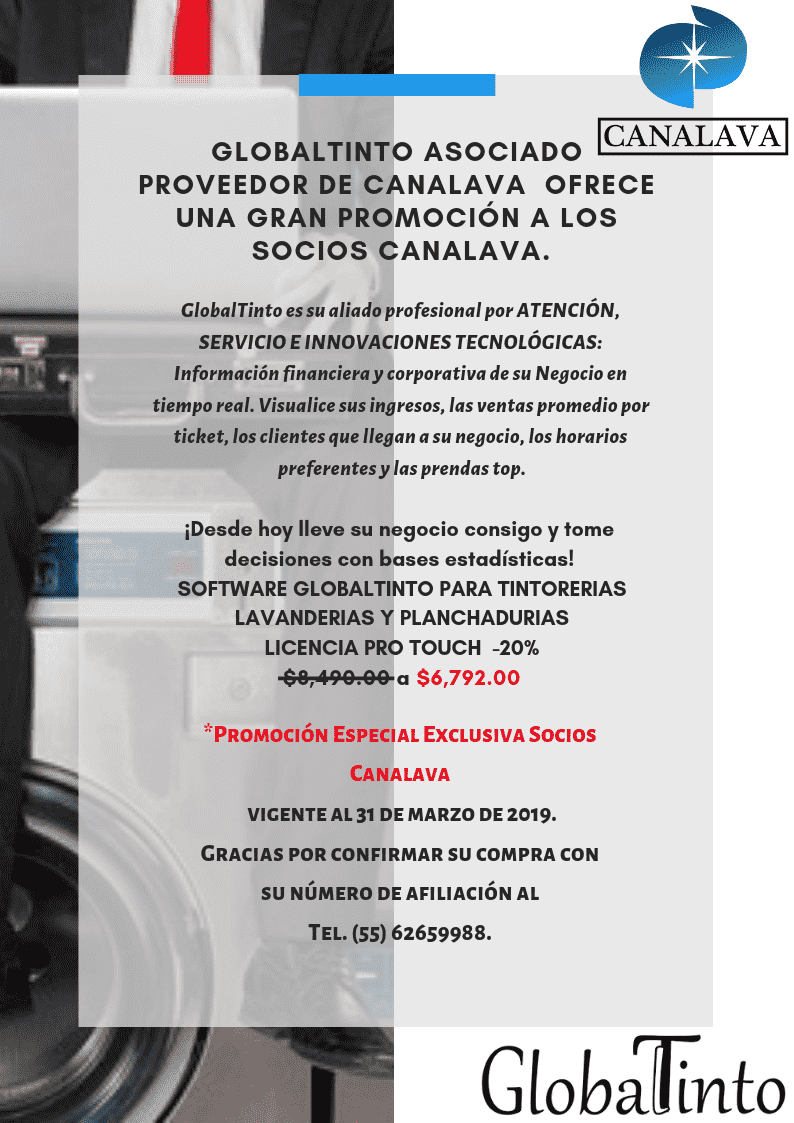 CANALAVA
GLOBALTINTO ASOCIADO
PROVEEDOR DE CANALAVA OFRECE
UNA GRAN PROMOCIÓN A LOS
SOCIOS CANALAVA.
GlobalTinto es su aliado profesional por ATENCIÓN,
SERVICIO E INNOVACIONES TECNOLÓGICAS:
Información financiera y corporativa de su Negocio en
tiempo real. Visualice sus ingresos, las ventas promedio por
ticket, los clientes que llegan a su negocio, los horarios
preferentes y las prendas top.
¡Desde hoy lleve su negocio consigo y tome
decisiones con bases estadísticas!
SOFTWARE GLOBALTINTO PARA TINTORERIAS
LAVANDERIAS Y PLANCHADURIAS
LICENCIA PRO TOUCH -20%
$8,490.00 a $6,792.00
*Promoción Especial Exclusiva Socios
Canalava
vigente al 31 de marzo de 2019.
Gracias por confirmar su compra con
su número de afiliación al
Tel. (55) 62659988.
GlobalTinto